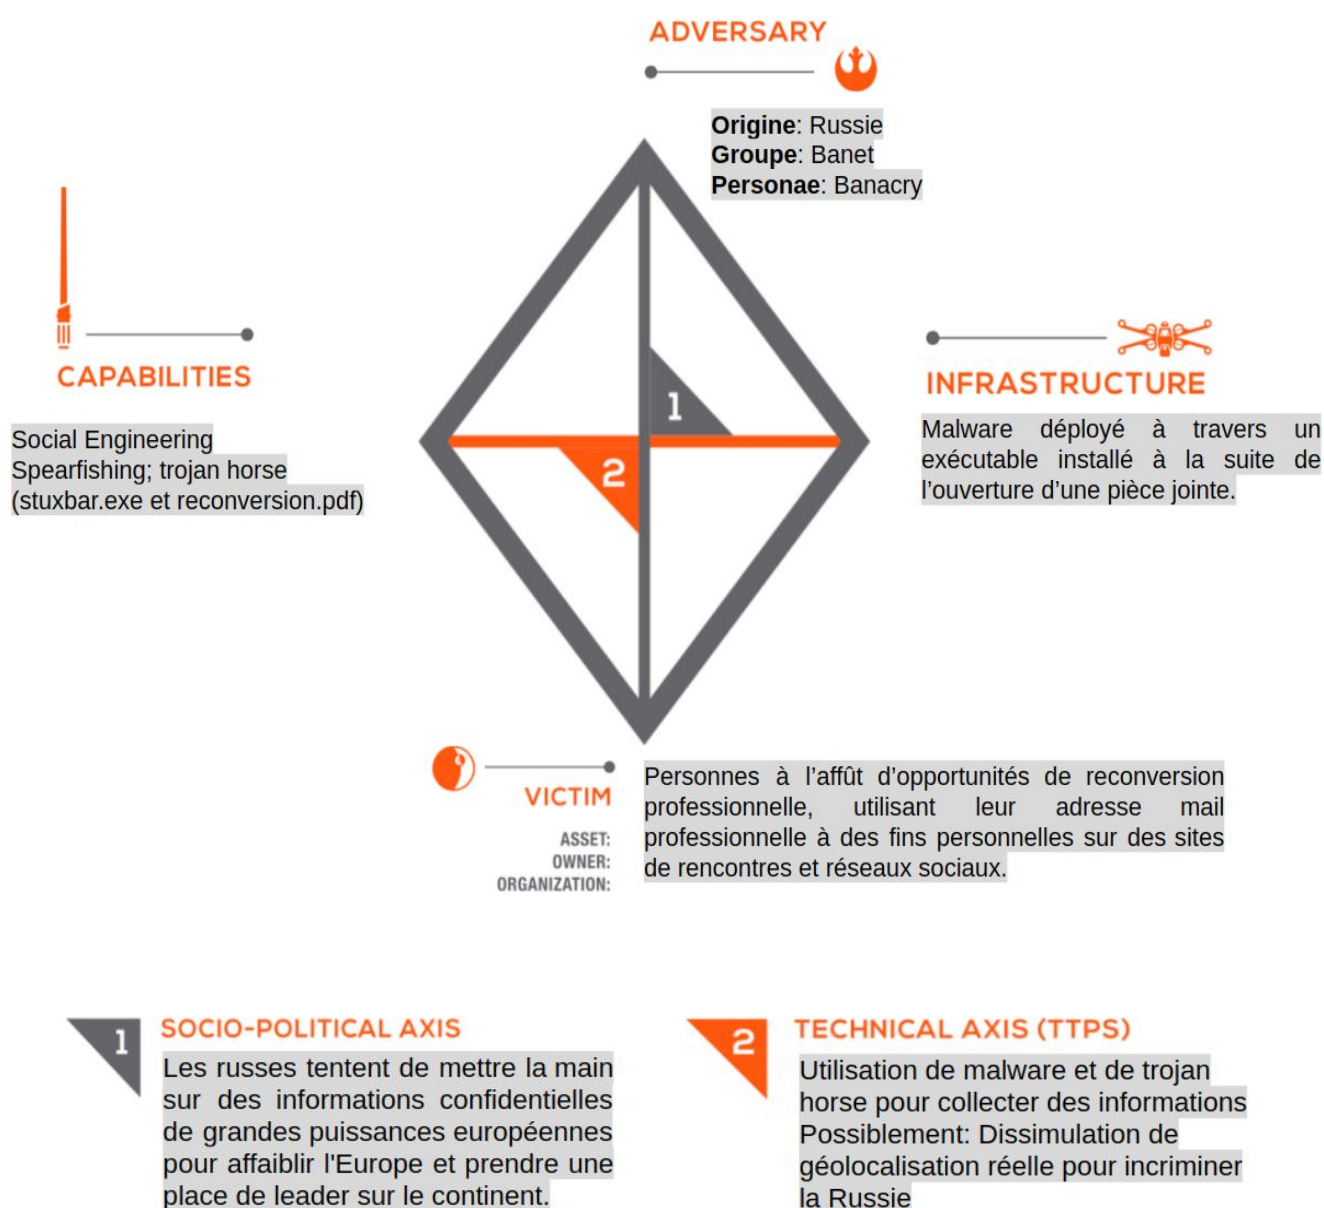 ADVERSARY
Origine: Russie
Groupe: Banet
Personae: Banacry
CAPABILITIES
Social Engineering
Spearfishing; trojan horse
(stuxbar.exe et reconversion.pdf)
INFRASTRUCTURE
Malware déployé à travers un
exécutable installé à la suite de
l’ouverture d’une pièce jointe.
1
2
VICTIM
ASSET:
OWNER:
ORGANIZATION:
Personnes à l’affût d’opportunités de reconversion
professionnelle, utilisant leur adresse mail
professionnelle à des fins personnelles sur des sites
de rencontres et réseaux sociaux.
1
SOCIO-POLITICAL AXIS
Les russes tentent de mettre la main
sur des informations confidentielles
de grandes puissances européennes
pour affaiblir l'Europe et prendre une
place de leader sur le continent.
2
TECHNICAL AXIS (TTPS)
Utilisation de malware et de trojan
horse pour collecter des informations
Possiblement: Dissimulation de
géolocalisation réelle pour incriminer
la Russie